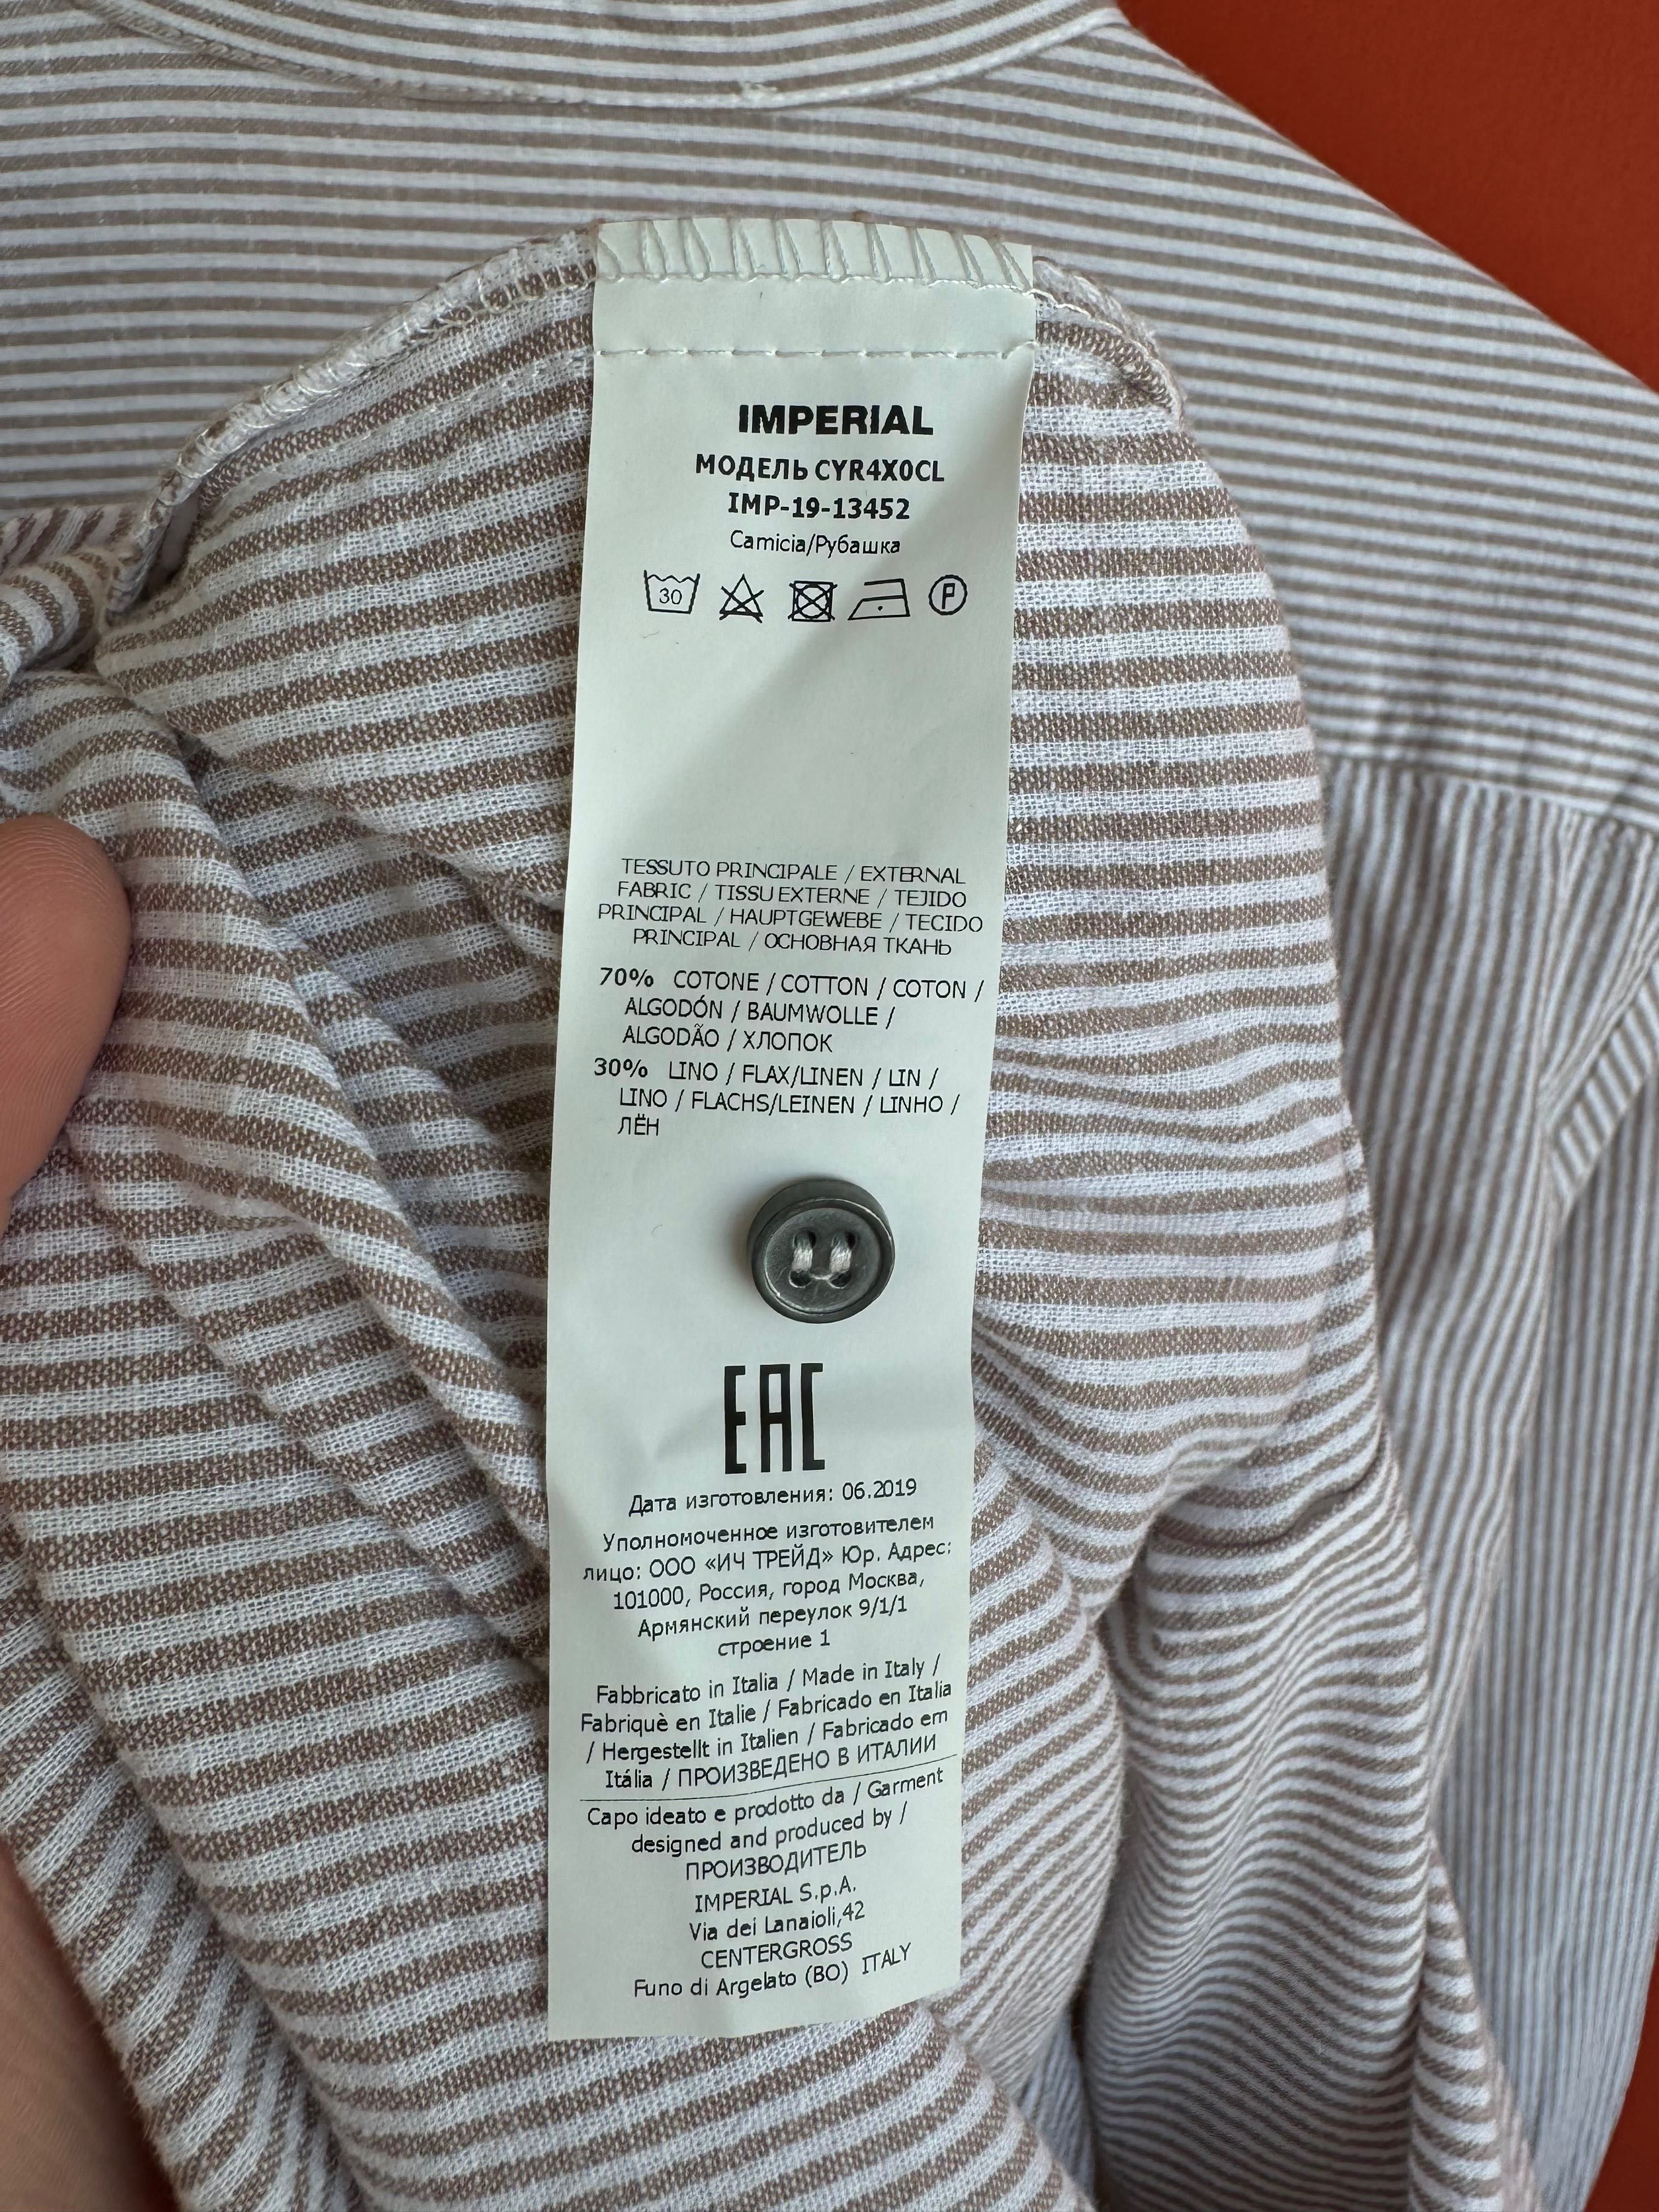 IMPERIAL
МОДЕЛЬ CYR4X0CL
IMP-19-13452
Camicia/Рубашка
30 P
TESSUTO PRINCIPALE / EXTERNAL
FABRIC / TISSU EXTERNE / TEJIDO
PRINCIPAL / HAUPTGEWEBE / TECIDO
PRINCIPAL / ОСНОВНАЯ ТКАНЬ
70% COTONE / COTTON / COTON /
ALGODÓN / BAUMWOLLE /
ALGODÃO / ХЛОПОК
30% LINO / FLAX/LINEN / LIN /
LINO / FLACHS/LEINEN / LINHO /
ЛЁН
EAC
Дата изготовления: 06.2019
Уполномоченное изготовителем
лицо: ООО «ИЧ ТРЕЙД» Юр. Адрес:
101000, Россия, город Москва,
Армянский переулок 9/1/1
строение 1
Fabbricato in Italia / Made in Italy /
Fabriquè en Italie / Fabricado en Italia
/ Hergestellt in Italien / Fabricado em
Itália / ПРОИЗВЕДЕНО В ИТАЛИИ
Capo ideato e prodotto da / Garment
designed and produced by /
ПРОИЗВОДИТЕЛЬ
IMPERIAL S.p.A.
Via dei Lanaioli,42
CENTERGROSS
Funo di Argelato (BO) ITALY